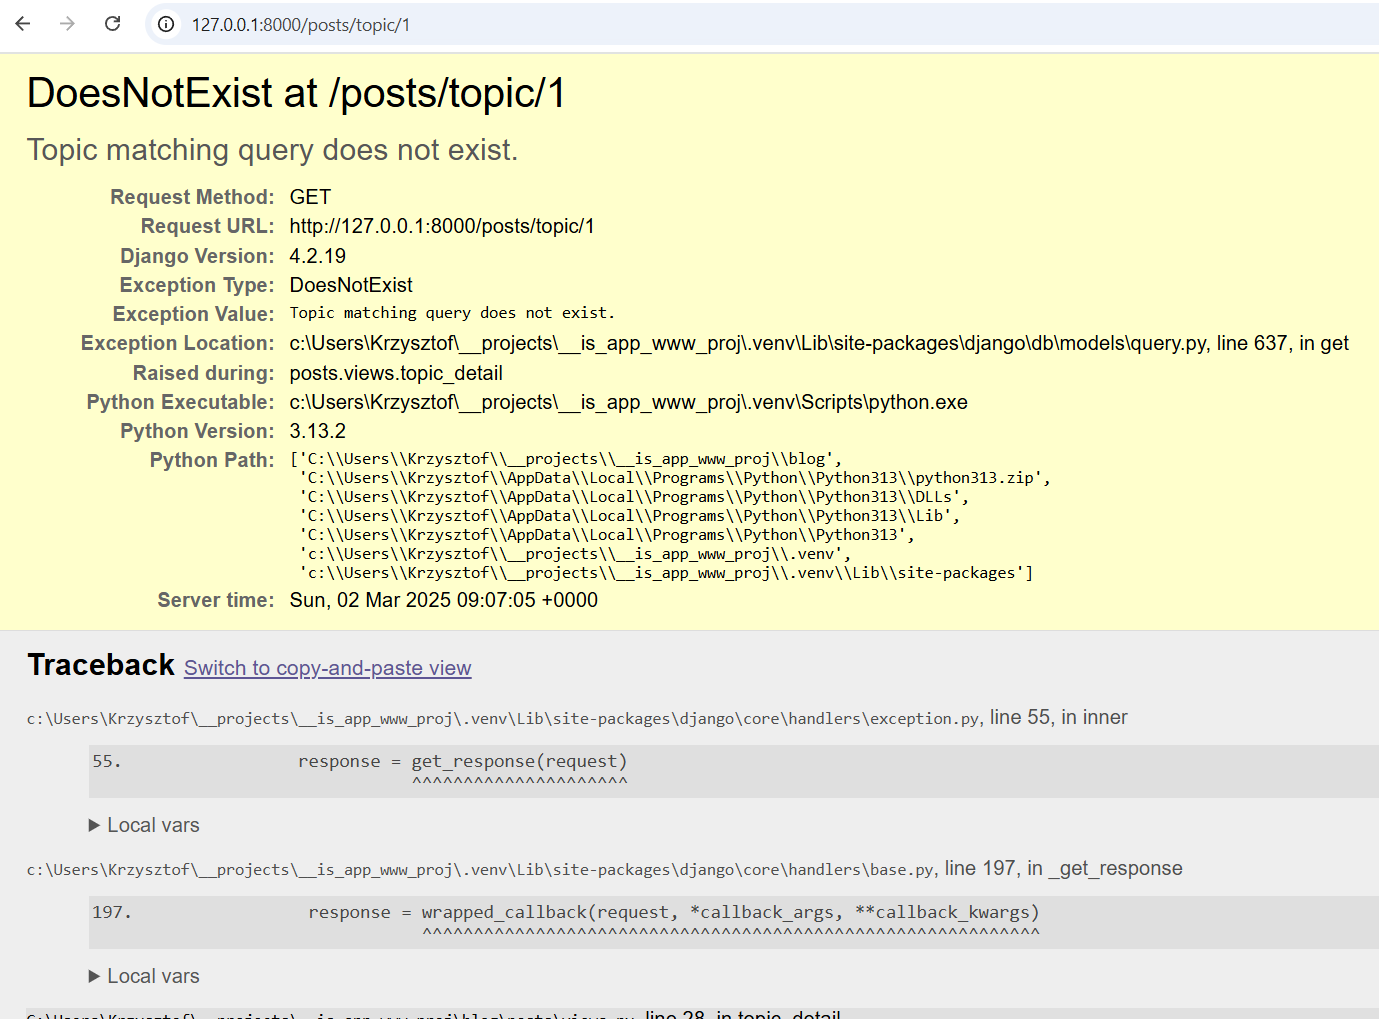 127.0.0.1:8000/posts/topic/1
DoesNotExist at /posts/topic/1
Topic matching query does not exist.
Request Method: GET
Request URL: http://127.0.0.1:8000/posts/topic/1
Django Version: 4.2.19
Exception Type: DoesNotExist
Exception Value: Topic matching query does not exist.
Exception Location: c:\Users\Krzysztof\__projects\__is_app_www_proj\.venv\Lib\site-packages\django\db\models\query.py, line 637, in get
Raised during: posts.views.topic_detail
Python Executable: c:\Users\Krzysztof\__projects\__is_app_www_proj\.venv\Scripts\python.exe
Python Version: 3.13.2
Python Path: ['C:\\Users\\Krzysztof\\__projects\\__is_app_www_proj\\blog',
'C:\\Users\\Krzysztof\\AppData\\Local\\Programs\\Python\\Python313\\python313.zip',
'C:\\Users\\Krzysztof\\AppData\\Local\\Programs\\Python\\Python313\\DLLs',
'C:\\Users\\Krzysztof\\AppData\\Local\\Programs\\Python\\Python313\\Lib',
'C:\\Users\\Krzysztof\\AppData\\Local\\Programs\\Python\\Python313',
'c:\\Users\\Krzysztof\\__projects\\__is_app_www_proj\\.venv',
'c:\\Users\\Krzysztof\\__projects\\__is_app_www_proj\\.venv\\Lib\\site-packages']
Server time: Sun, 02 Mar 2025 09:07:05 +0000
Traceback Switch to copy-and-paste view
c:\Users\Krzysztof\__projects\__is_app_www_proj\.venv\Lib\site-packages\django\core\handlers\exception.py, line 55, in inner
55. response = get_response(request)
^^^^^^^^^^^^^^^^^^^^^
Local vars
c:\Users\Krzysztof\__projects\__is_app_www_proj\.venv\Lib\site-packages\django\core\handlers\base.py, line 197, in _get_response
197. response = wrapped_callback(request, *callback_args, **callback_kwargs)
^^^^^^^^^^^^^^^^^^^^^^^^^^^^^^^^^^^^^^^^^^^^^^^^^^^^^^^^^^^^
Local vars
C:\Users\Krzysztof\__projects\__is_app_www_proj\blog\posts\views.py, line 28, in topic_detail